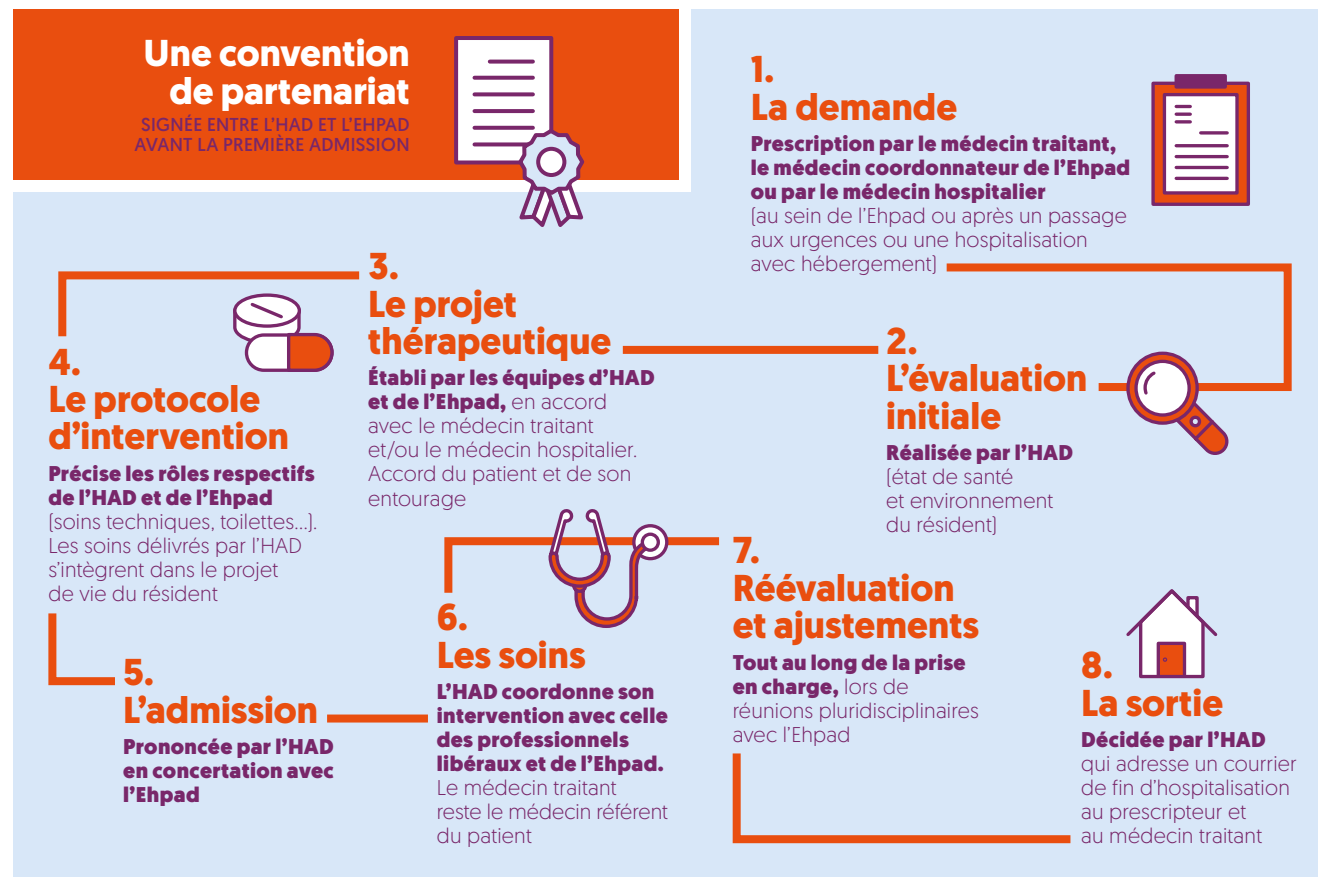 Une convention
de partenariat
SIGNÉE ENTRE L'HAD ET L'EHPAD
AVANT LA PREMIÈRE ADMISSION
1.
La demande
Prescription par le médecin traitant,
le médecin coordonnateur de l'Ehpad
ou par le médecin hospitalier
(au sein de l'Ehpad ou après un passage
aux urgences ou une hospitalisation
avec hébergement)
2.
L'évaluation
initiale
Réalisée par l'HAD
(état de santé
et environnement
du résident)
3.
Le projet
thérapeutique
Établi par les équipes d'HAD
et de l'Ehpad, en accord
avec le médecin traitant
et/ou le médecin hospitalier.
Accord du patient et de son
entourage
4.
Le protocole
d'intervention
Précise les rôles respectifs
de l'HAD et de l'Ehpad
(soins techniques, toilettes...).
Les soins délivrés par l'HAD
s'intègrent dans le projet
de vie du résident
5.
L'admission
Prononcée par l'HAD
en concertation avec
l'Ehpad
6.
Les soins
L'HAD coordonne son
intervention avec celle
des professionnels
libéraux et de l'Ehpad.
Le médecin traitant
reste le médecin référent
du patient
7.
Réévaluation
et ajustements
Tout au long de la prise
en charge, lors de
réunions pluridisciplinaires
avec l'Ehpad
8.
La sortie
Décidée par l'HAD
qui adresse un courrier
de fin d'hospitalisation
au prescripteur et
au médecin traitant